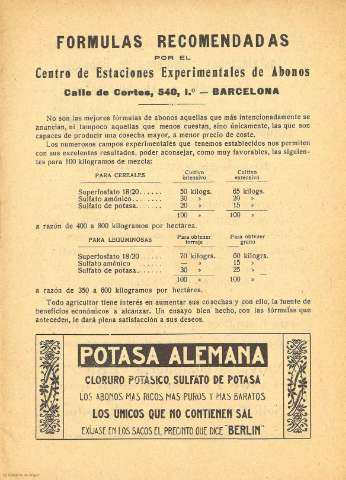 FORMULAS RECOMENDADAS
POR EL
Centro de Estaciones Experimentales de Abonos
Calle de Cortes, 540, 1.º — BARCELONA
No son las mejores fórmulas de abonos aquellas que más intencionadamente se
anuncian, ni tampoco aquellas que menos cuestan, sino únicamente, las que son
capaces de producir una cosecha mayor, a menor precio de coste.
Los numerosos campos experimentales que tenemos establecidos nos permiten
con sus excelentes resultados, poder aconsejar, como muy favorables, las siguien-
tes para 100 kilogramos de mezcla:
PARA CEREALES Cultivo intensivo Cultivo extensivo
Superfosfato 18/20 . . . . . . 50 kilogs. 65 kilogs.
Sulfato amónico . . . . . . 30 » 20 »
Sulfato de potasa. . . . . . 20 » 15 »
100 » 100 »
a razón de 400 a 800 kilogramos por hectárea.
PARA LEGUMINOSAS Para obtener forraje Para obtener grano
Superfosfato 18/20 . . . . . . 70 kilogs. 60 kilogs.
Sulfato amónico » 15 »
Sulfato de potasa . . . . . . 30 » 25 »
100 » 100 »
a razón de 350 a 600 kilogramos por hectárea.
Todo agricultor tiene interés en aumentar sus cosechas y con ello, la fuente de
beneficios económicos a alcanzar. Un ensayo bien hecho, con las fórmulas que
anteceden, le dará plena satisfacción a sus deseos.
POTASA ALEMANA
CLORURO POTÁSICO, SULFATO DE POTASA
LOS ABONOS MAS RICOS, MAS PUROS Y MAS BARATOS
LOS UNICOS QUE NO CONTIENEN SAL
EXIJASE EN LOS SACOS EL PRECINTO QUE DICE "BERLIN"